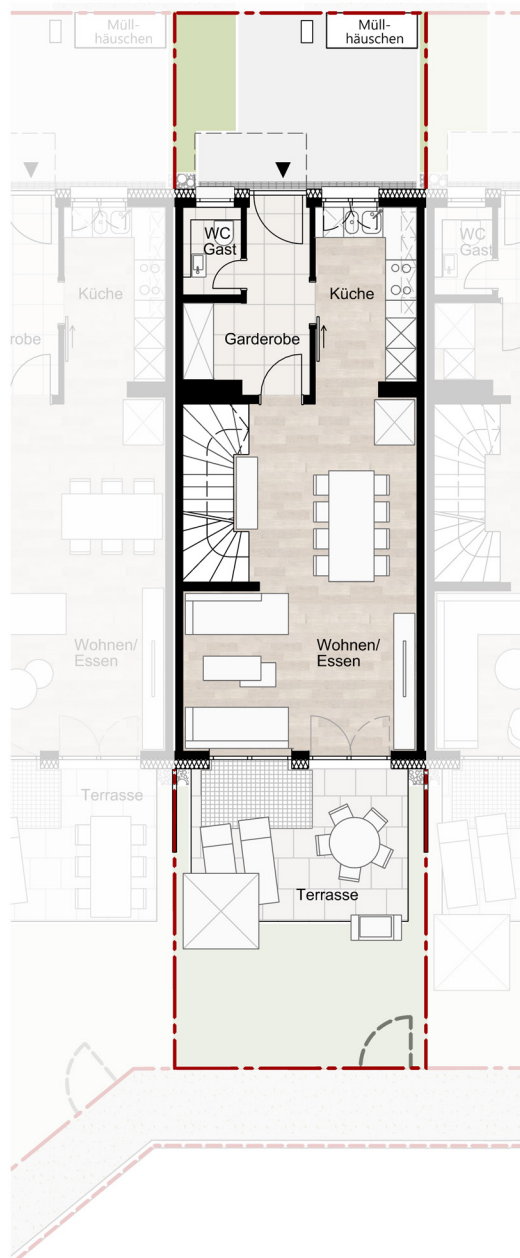 Müll-
häuschen
Müll-
häuschen
WC
Gast
WC
Gast
Küche
Küche
robe
Garderobe
Wohnen/
Essen
Wohnen/
Essen
Terrasse
Terrasse